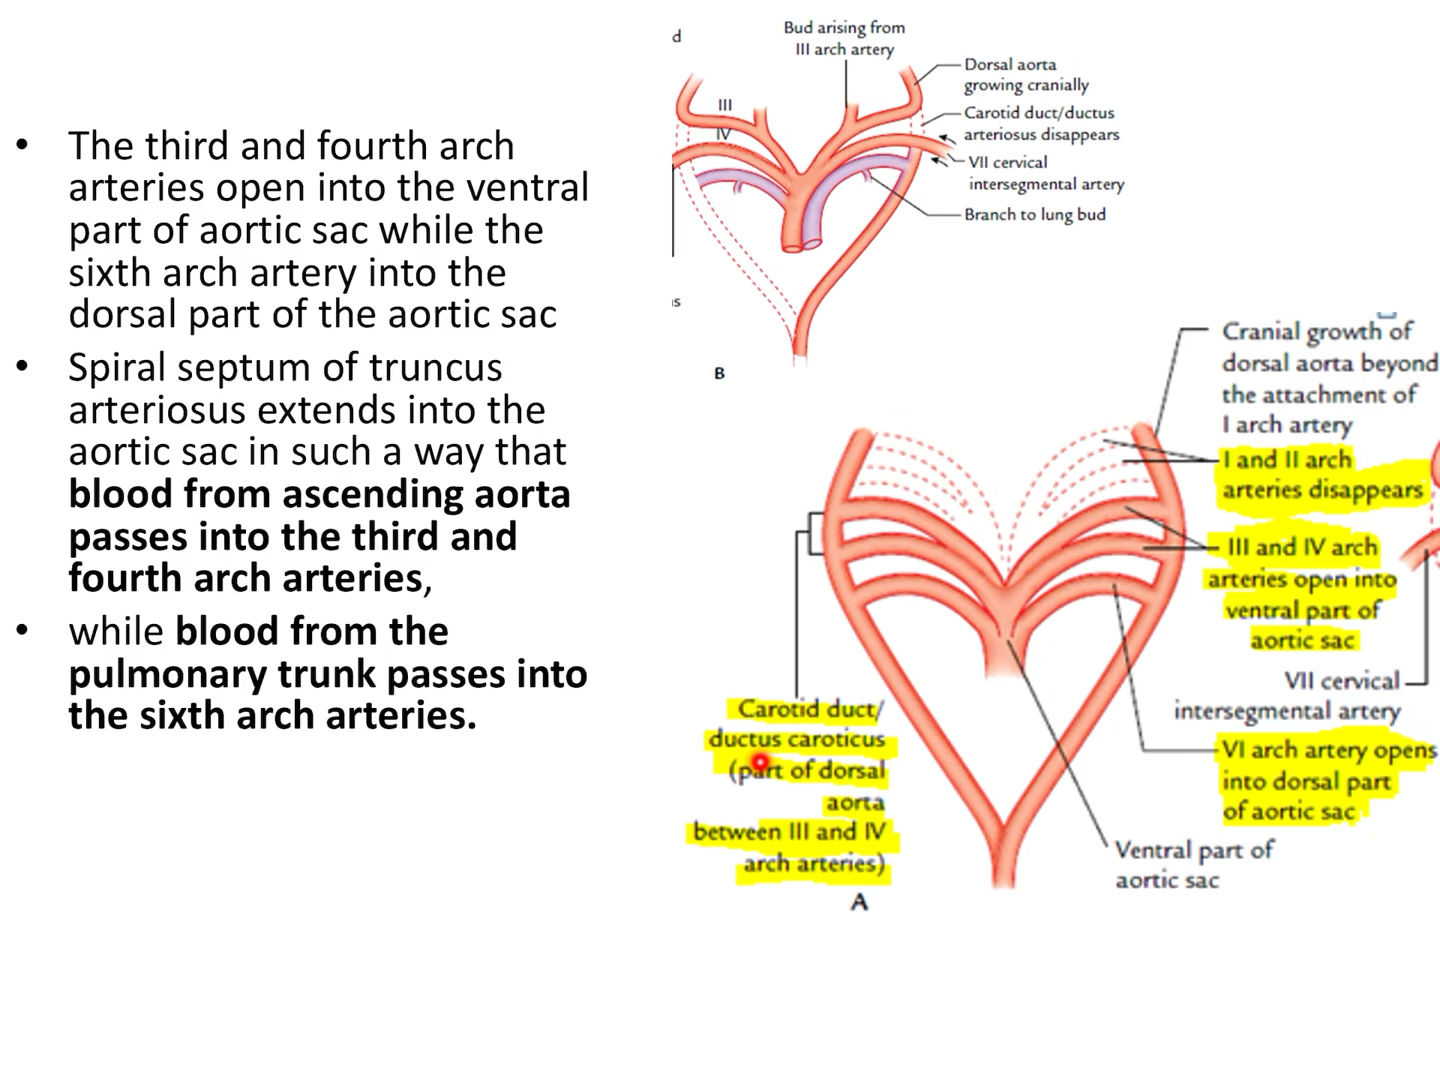 • The third and fourth arch
arteries open into the ventral
part of aortic sac while the
sixth arch artery into the
dorsal part of the aortic sac
• Spiral septum of truncus
arteriosus extends into the
aortic sac in such a way that
blood from ascending aorta
passes into the third and
fourth arch arteries,
• while blood from the
pulmonary trunk passes into
the sixth arch arteries.
d
Bud arising from
III arch artery
Dorsal aorta
growing cranially
Carotid duct/ductus
arteriosus disappears
VII cervical
intersegmental artery
Branch to lung bud
III
IV
s
B
Cranial growth of
dorsal aorta beyond
the attachment of
I arch artery
I and II arch
arteries disappears
III and IV arch
arteries open into
ventral part of
aortic sac
VII cervical
intersegmental artery
VI arch artery opens
into dorsal part
of aortic sac
Ventral part of
aortic sac
Carotid duct/
ductus caroticus
(part of dorsal
aorta
between III and IV
arch arteries)
A